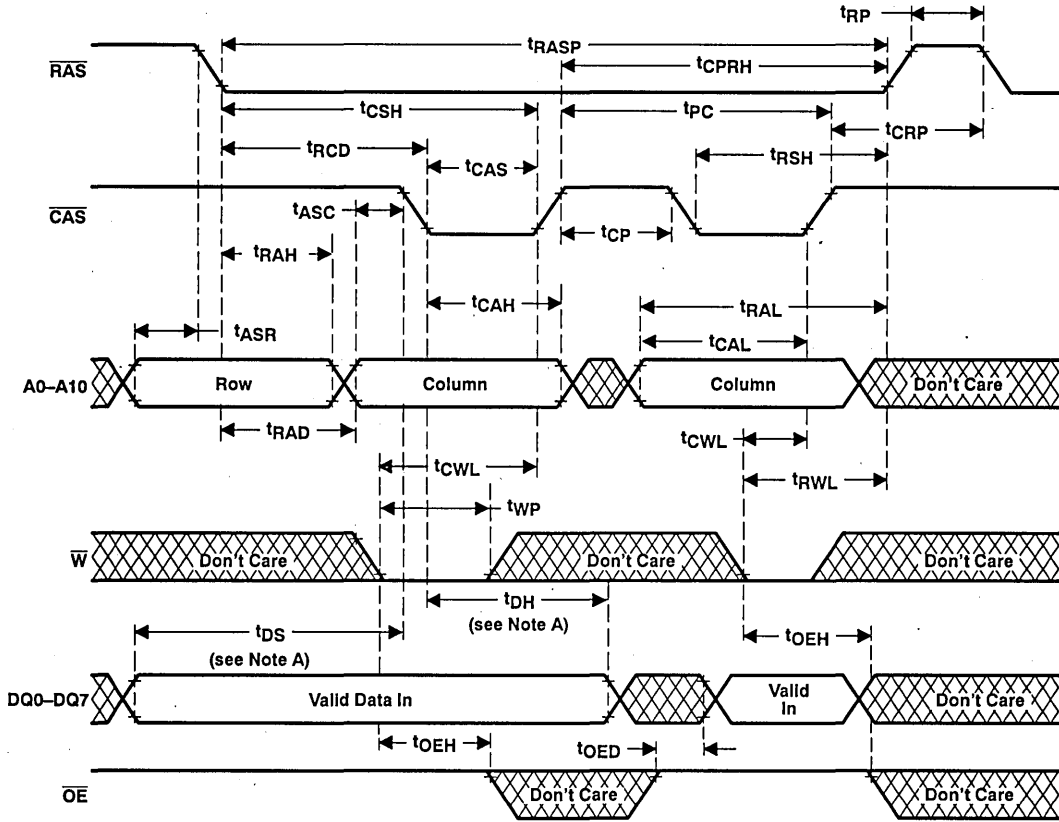 tRP
tRASP
RAS
tCPRH
tCSH
tPC
tCRP
tRCD
tRSH
tCAS
CAS
tASC
tCP
tRAH
tCAH
tRAL
tASR
tCAL
A0–A10
Row
Column
Column
Don't Care
tRAD
tCWL
tCWL
tRWL
tWP
W
Don't Care
Don't Care
Don't Care
tDH
(see Note A)
tDS
(see Note A)
tOEH
DQ0–DQ7
Valid Data In
Valid
In
Don't Care
tOEH
tOED
OE
Don't Care
Don't Care